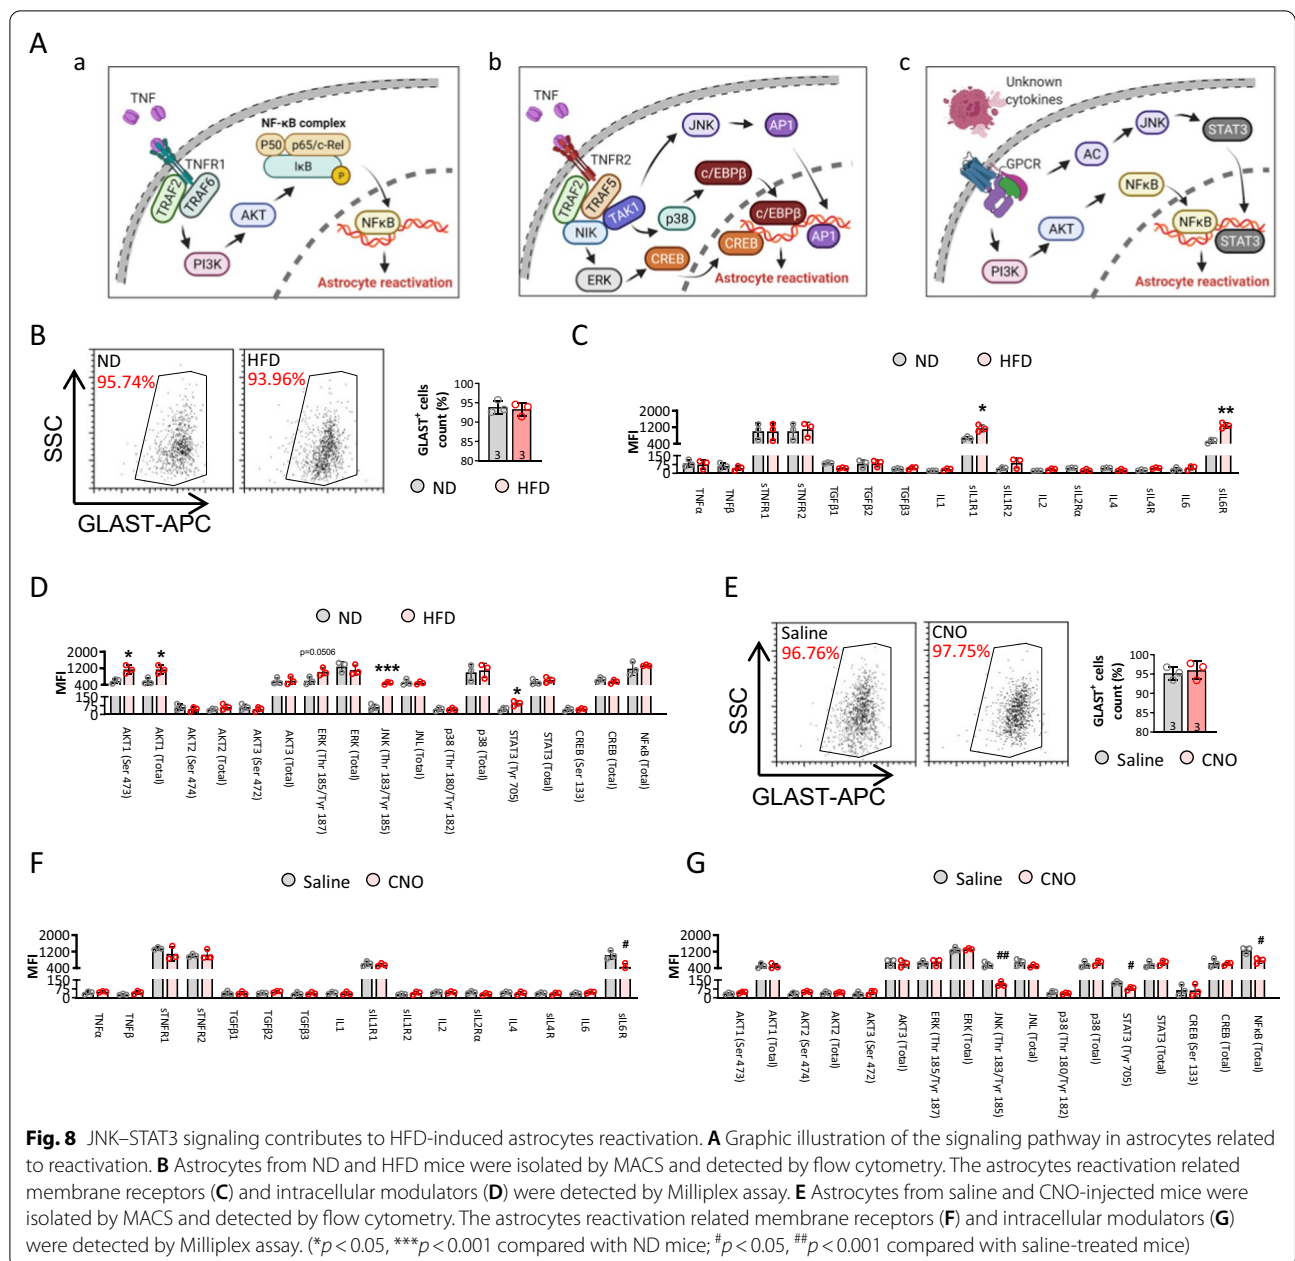 A
a
TNF
NF-κB complex
P50 p65/c-Rel
IκB
P
TNFR1
TRAF2
TRAF6
AKT
PI3K
NFκB
Astrocyte reactivation
b
TNF
TNFR2
TRAF2
TRAF5
TAK1
NIK
JNK
AP1
c/EBPβ
p38
c/EBPβ
AP1
CREB
CREB
ERK
Astrocyte reactivation
c
Unknown
cytokines
GPCR
AC
JNK
STAT3
NFκB
AKT
PI3K
NFκB
STAT3
Astrocyte reactivation
B
ND
95.74%
HFD
93.96%
SSC
GLAST-APC
GLAST+ cells
count (%)
100
95
90
85
80
3 3
ND HFD
C
ND HFD
MFI
2000
1200
400
150
75
0
* **
TNFα
TNFβ
sTNFR1
sTNFR2
TGFβ1
TGFβ2
TGFβ3
IL1
sIL1R1
sIL1R2
IL2
sIL2Rα
IL4
sIL4R
IL6
sIL6R
D
ND HFD
MFI
2000
1200
400
150
75
0
* * p=0.0506 *** *
AKT1 (Ser 473)
AKT1 (Total)
AKT2 (Ser 474)
AKT2 (Total)
AKT3 (Ser 472)
AKT3 (Total)
ERK (Thr 185/Tyr 187)
ERK (Total)
JNK (Thr 183/Tyr 185)
JNL (Total)
p38 (Thr 180/Tyr 182)
p38 (Total)
STAT3 (Tyr 705)
STAT3 (Total)
CREB (Ser 133)
CREB (Total)
NFκB (Total)
E
Saline
96.76%
CNO
97.75%
SSC
GLAST-APC
GLAST+ cells
count (%)
100
95
90
85
80
3 3
Saline CNO
F
Saline CNO
MFI
2000
1200
400
150
75
0
#
TNFα
TNFβ
sTNFR1
sTNFR2
TGFβ1
TGFβ2
TGFβ3
IL1
sIL1R1
sIL1R2
IL2
sIL2Rα
IL4
sIL4R
IL6
sIL6R
G
Saline CNO
MFI
2000
1200
400
150
75
0
## # #
AKT1 (Ser 473)
AKT1 (Total)
AKT2 (Ser 474)
AKT2 (Total)
AKT3 (Ser 472)
AKT3 (Total)
ERK (Thr 185/Tyr 187)
ERK (Total)
JNK (Thr 183/Tyr 185)
JNL (Total)
p38 (Thr 180/Tyr 182)
p38 (Total)
STAT3 (Tyr 705)
STAT3 (Total)
CREB (Ser 133)
CREB (Total)
NFκB (Total)
Fig. 8 JNK–STAT3 signaling contributes to HFD-induced astrocytes reactivation. A Graphic illustration of the signaling pathway in astrocytes related
to reactivation. B Astrocytes from ND and HFD mice were isolated by MACS and detected by flow cytometry. The astrocytes reactivation related
membrane receptors (C) and intracellular modulators (D) were detected by Milliplex assay. E Astrocytes from saline and CNO-injected mice were
isolated by MACS and detected by flow cytometry. The astrocytes reactivation related membrane receptors (F) and intracellular modulators (G)
were detected by Milliplex assay. (*p < 0.05, ***p < 0.001 compared with ND mice; #p < 0.05, ##p < 0.001 compared with saline-treated mice)